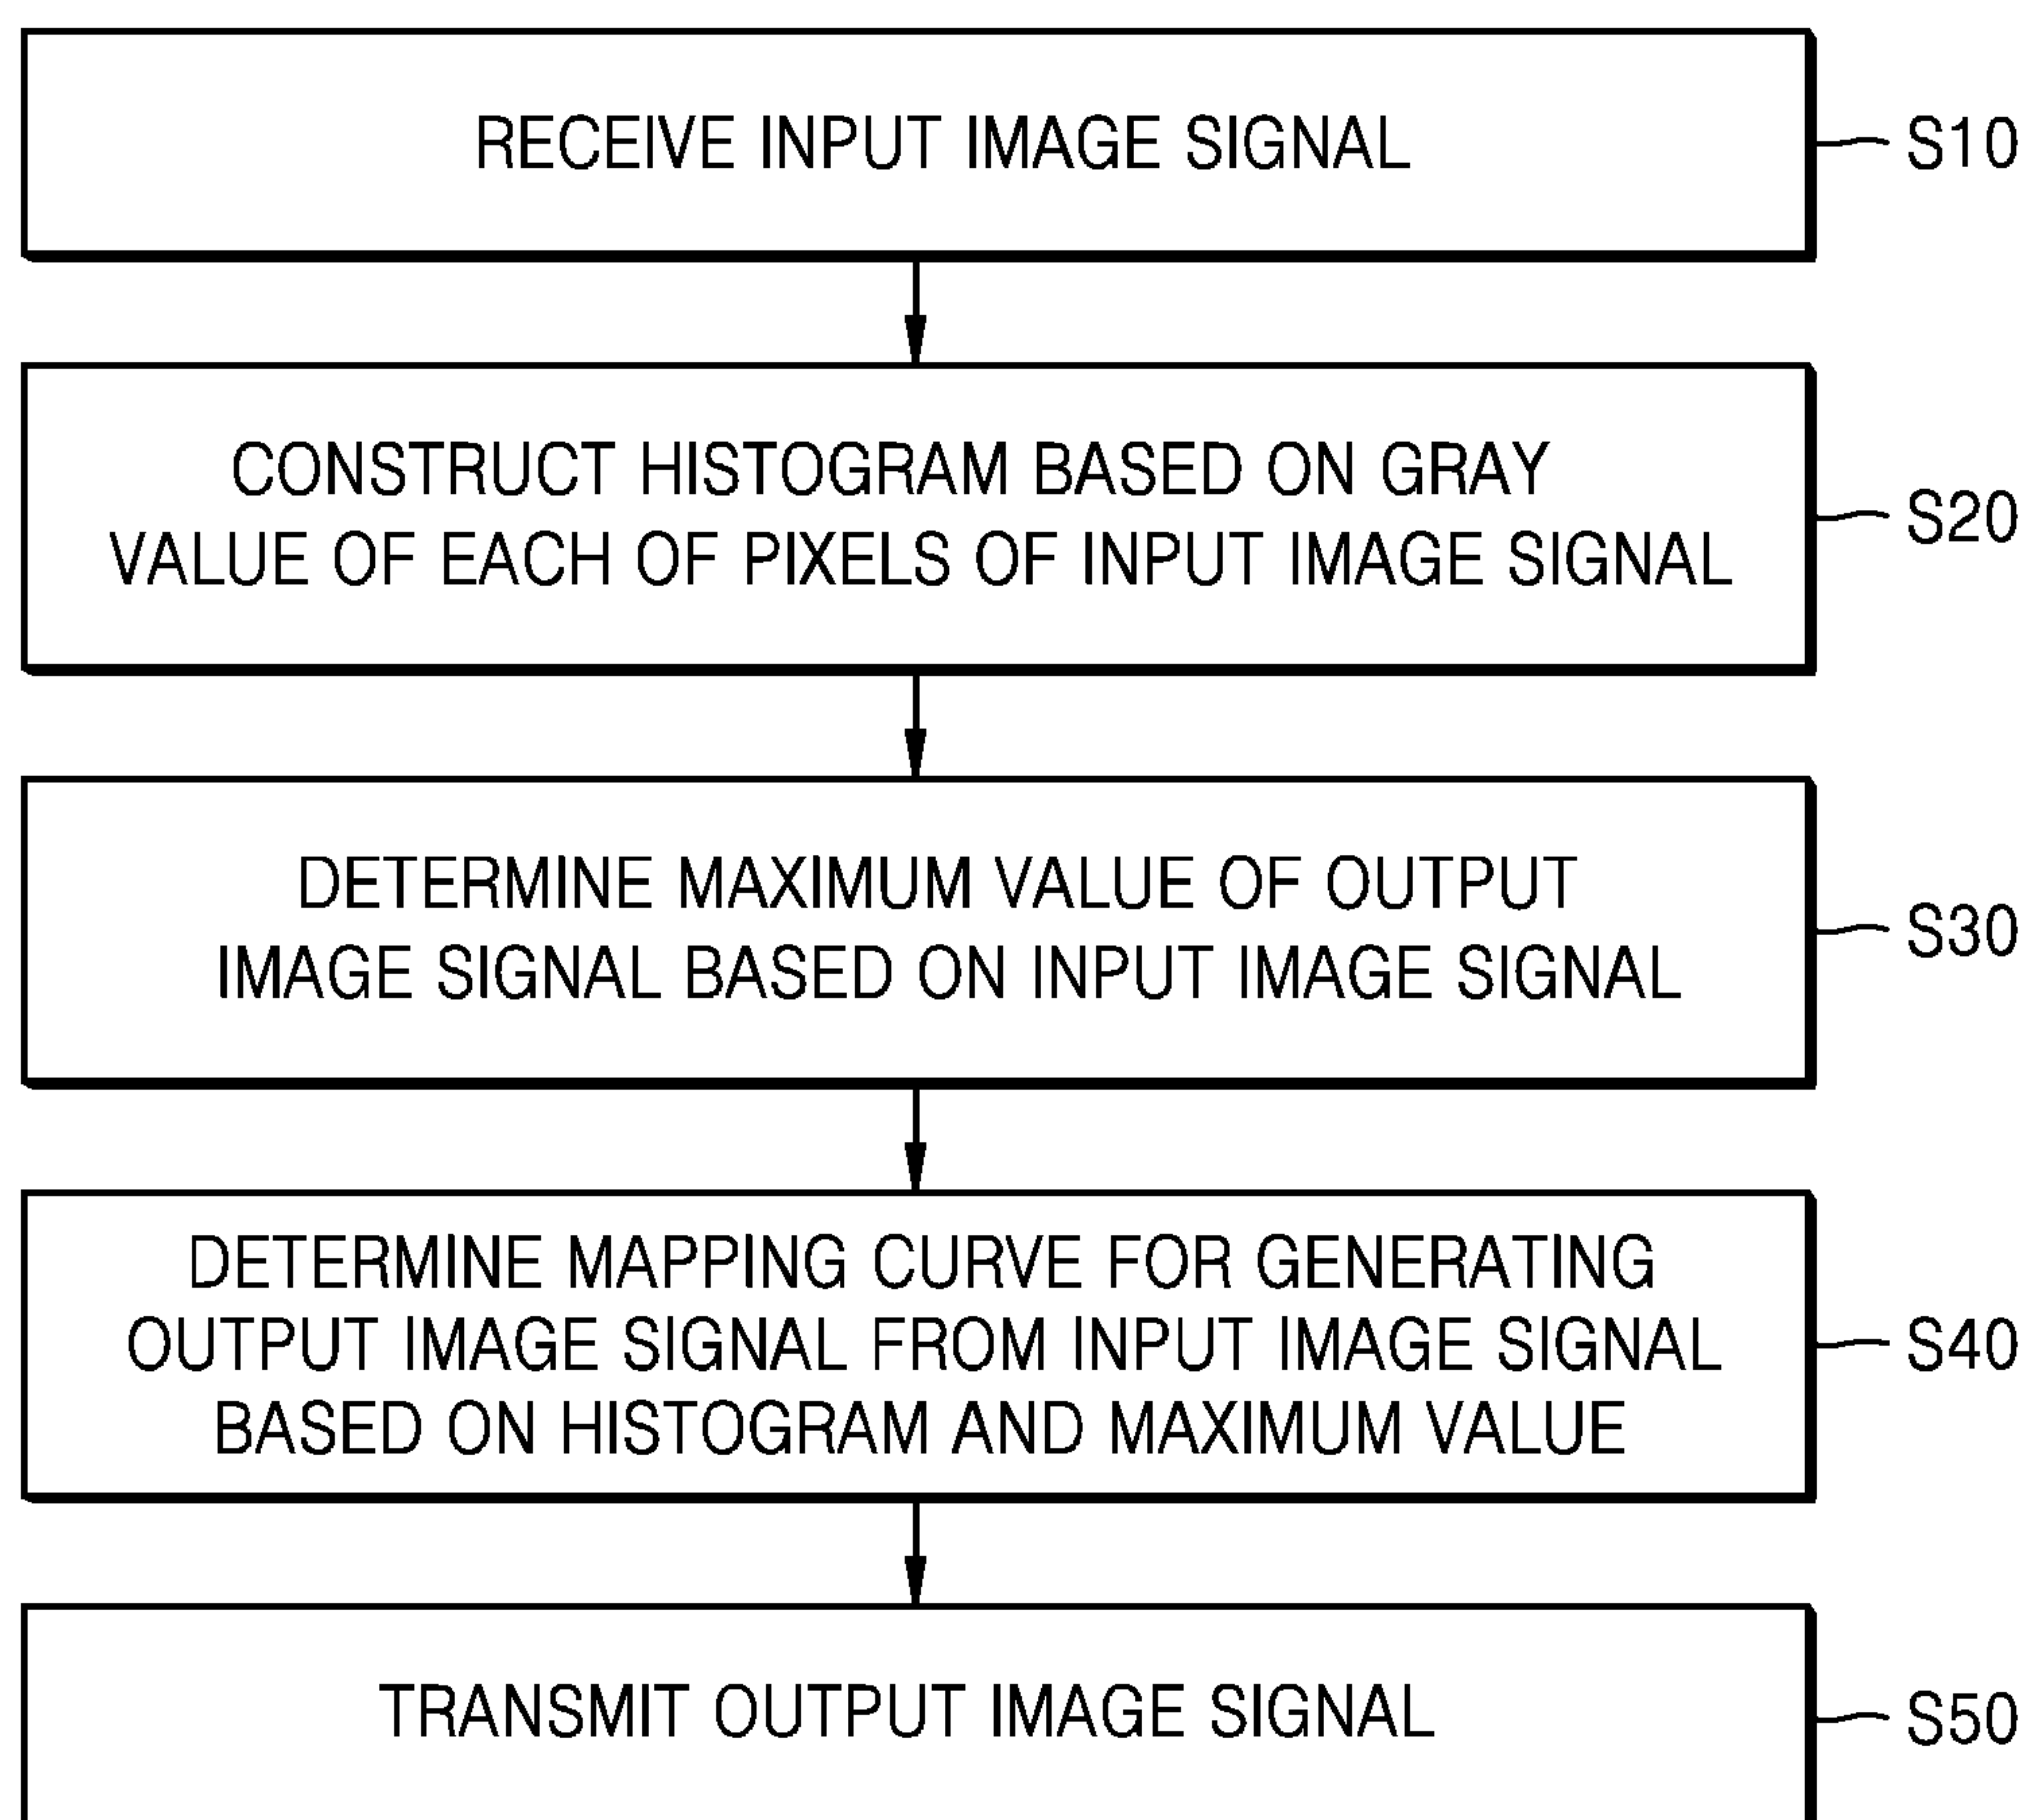 RECEIVE INPUT IMAGE SIGNAL
S10
CONSTRUCT HISTOGRAM BASED ON GRAY
VALUE OF EACH OF PIXELS OF INPUT IMAGE SIGNAL
S20
DETERMINE MAXIMUM VALUE OF OUTPUT
IMAGE SIGNAL BASED ON INPUT IMAGE SIGNAL
S30
DETERMINE MAPPING CURVE FOR GENERATING
OUTPUT IMAGE SIGNAL FROM INPUT IMAGE SIGNAL
BASED ON HISTOGRAM AND MAXIMUM VALUE
S40
TRANSMIT OUTPUT IMAGE SIGNAL
S50